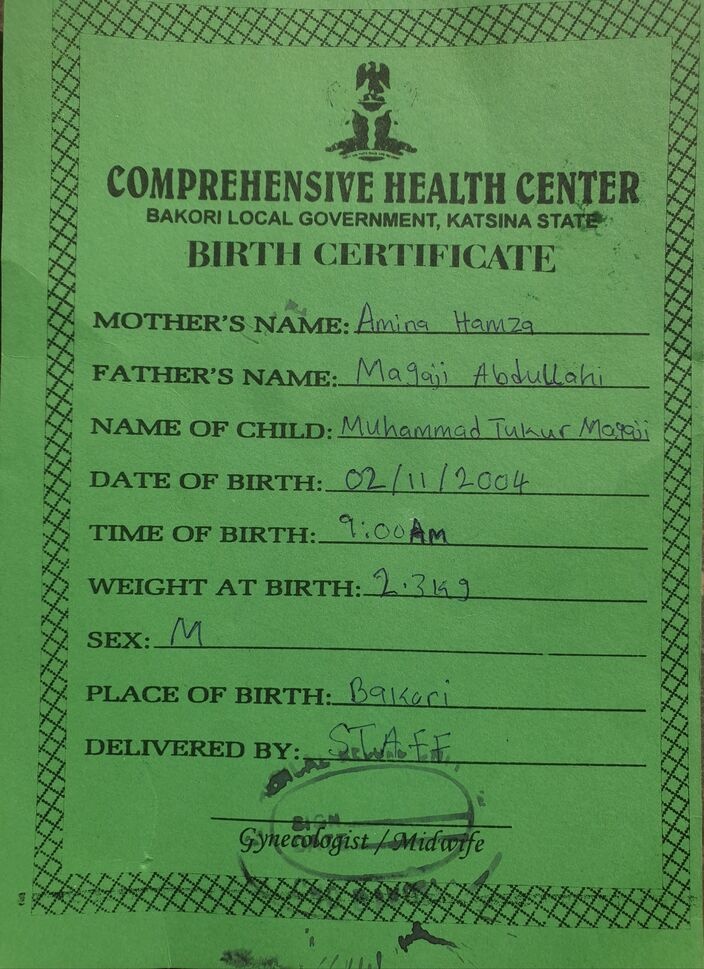 COMPREHENSIVE HEALTH CENTER
BAKORI LOCAL GOVERNMENT, KATSINA STATE
BIRTH CERTIFICATE
MOTHER'S NAME: Amina Hamza
FATHER'S NAME: Magaji Abdullahi
NAME OF CHILD: Muhammad Tukur Magaji
DATE OF BIRTH: 02/11/2004
TIME OF BIRTH: 9:00AM
WEIGHT AT BIRTH: 2.3kg
SEX: M
PLACE OF BIRTH: Bakori
DELIVERED BY: STAFF
SIGN
Gynecologist / Midwife